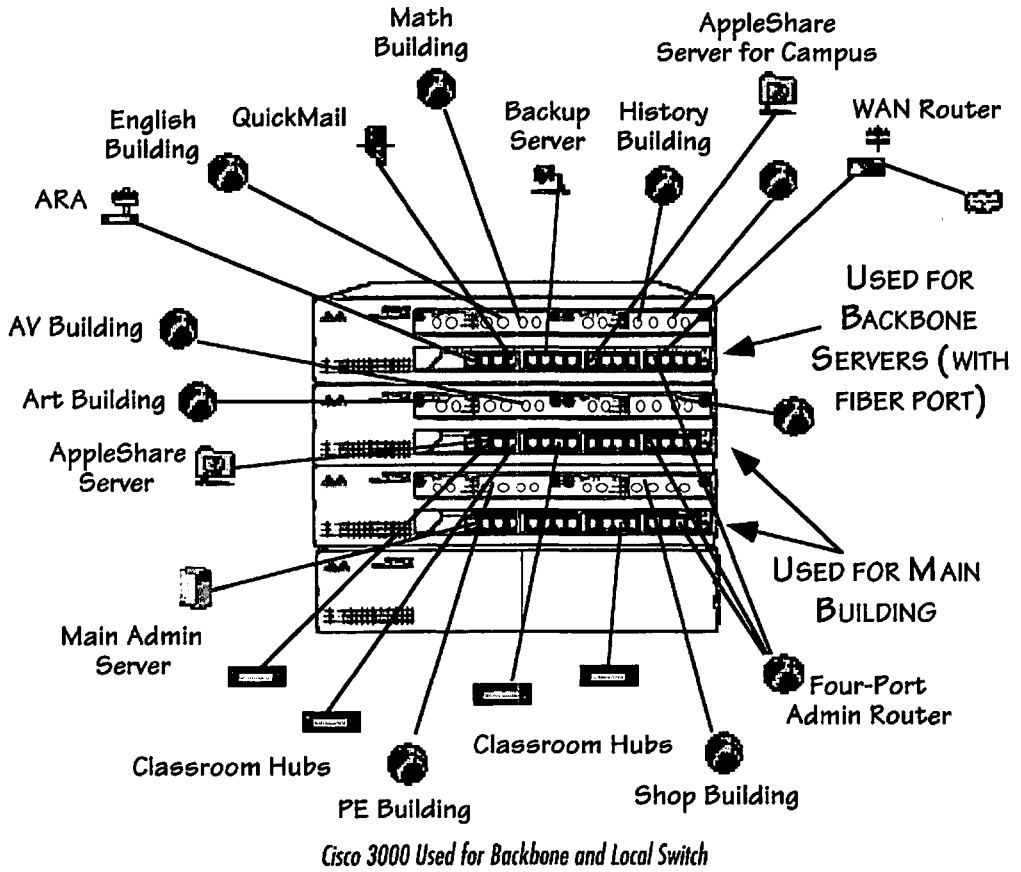 Math
Building
AppleShare
Server for Campus
English
Building
QuickMail
Backup
Server
History
Building
WAN Router
ARA
AV Building
USED FOR
BACKBONE
SERVERS (WITH
FIBER PORT)
Art Building
AppleShare
Server
USED FOR MAIN
BUILDING
Main Admin
Server
Four-Port
Admin Router
Classroom Hubs
Classroom Hubs
PE Building
Shop Building
Cisco 3000 Used for Backbone and Local Switch